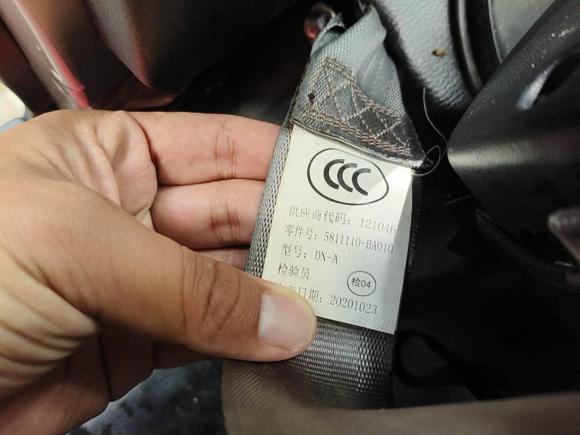 CCC
供应商代码: 121046
零件号: 5811110-BA010
型号: DN-A
检验员 检04
产日期: 20201023